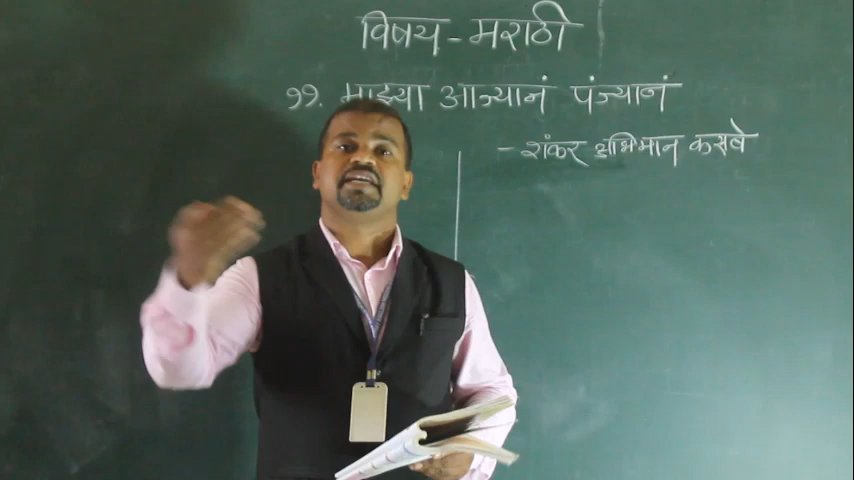 विषय - मराठी
११. माझ्या आज्यानं पंज्यानं
- शंकर अभिमान कसबे